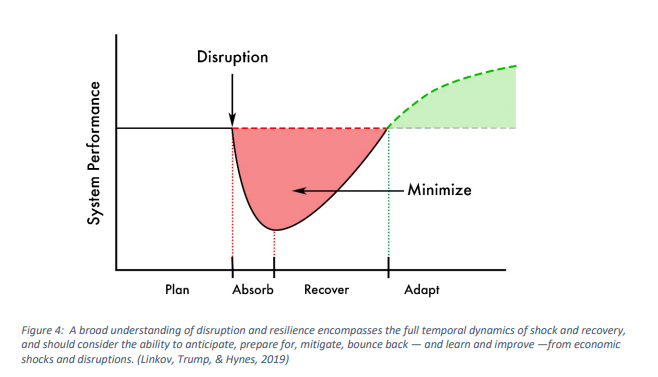 Disruption
System Performance
Minimize
Plan
Absorb
Recover
Adapt
Figure 4: A broad understanding of disruption and resilience encompasses the full temporal dynamics of shock and recovery,
and should consider the ability to anticipate, prepare for, mitigate, bounce back — and learn and improve —from economic
shocks and disruptions. (Linkov, Trump, & Hynes, 2019)